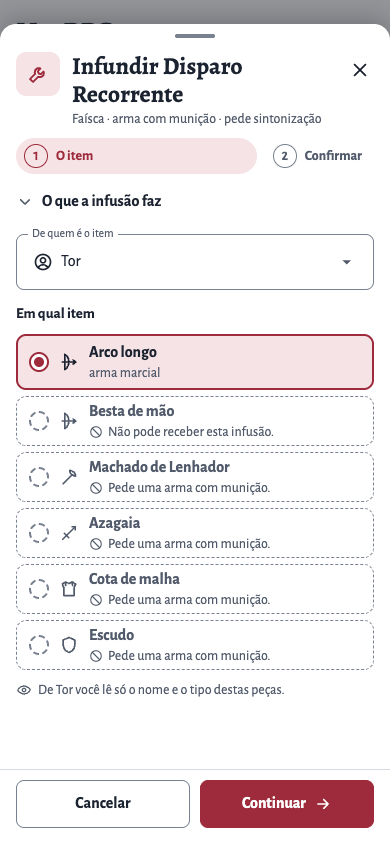 Infundir Disparo
Recorrente
Faísca · arma com munição · pede sintonização
1 O item
2 Confirmar
O que a infusão faz
De quem é o item
Tor
Em qual item
Arco longo
arma marcial
Besta de mão
Não pode receber esta infusão.
Machado de Lenhador
Pede uma arma com munição.
Azagaia
Pede uma arma com munição.
Cota de malha
Pede uma arma com munição.
Escudo
Pede uma arma com munição.
De Tor você lê só o nome e o tipo destas peças.
Cancelar
Continuar